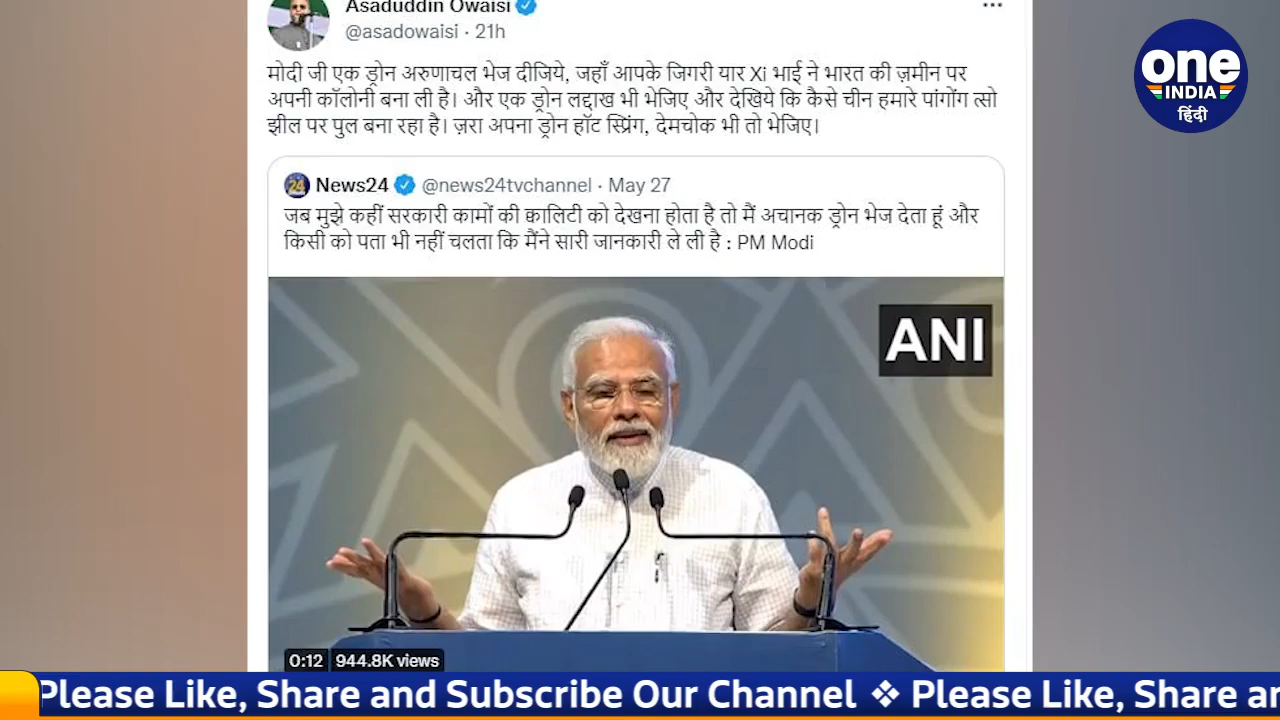 Asaduddin Owaisi
@asadowaisi · 21h
one
INDIA
हिंदी
मोदी जी एक ड्रोन अरुणाचल भेज दीजिये, जहाँ आपके जिगरी यार Xi भाई ने भारत की ज़मीन पर
अपनी कॉलोनी बना ली है। और एक ड्रोन लद्दाख भी भेजिए और देखिये कि कैसे चीन हमारे पांगोंग त्सो
झील पर पुल बना रहा है। ज़रा अपना ड्रोन हॉट स्प्रिंग, देमचोक भी तो भेजिए।
24 News24 @news24tvchannel · May 27
जब मुझे कहीं सरकारी कामों की क्वालिटी को देखना होता है तो मैं अचानक ड्रोन भेज देता हूं और
किसी को पता भी नहीं चलता कि मैंने सारी जानकारी ले ली है : PM Modi
ANI
0:12 944.8K views
Please Like, Share and Subscribe Our Channel ❖ Please Like, Share an